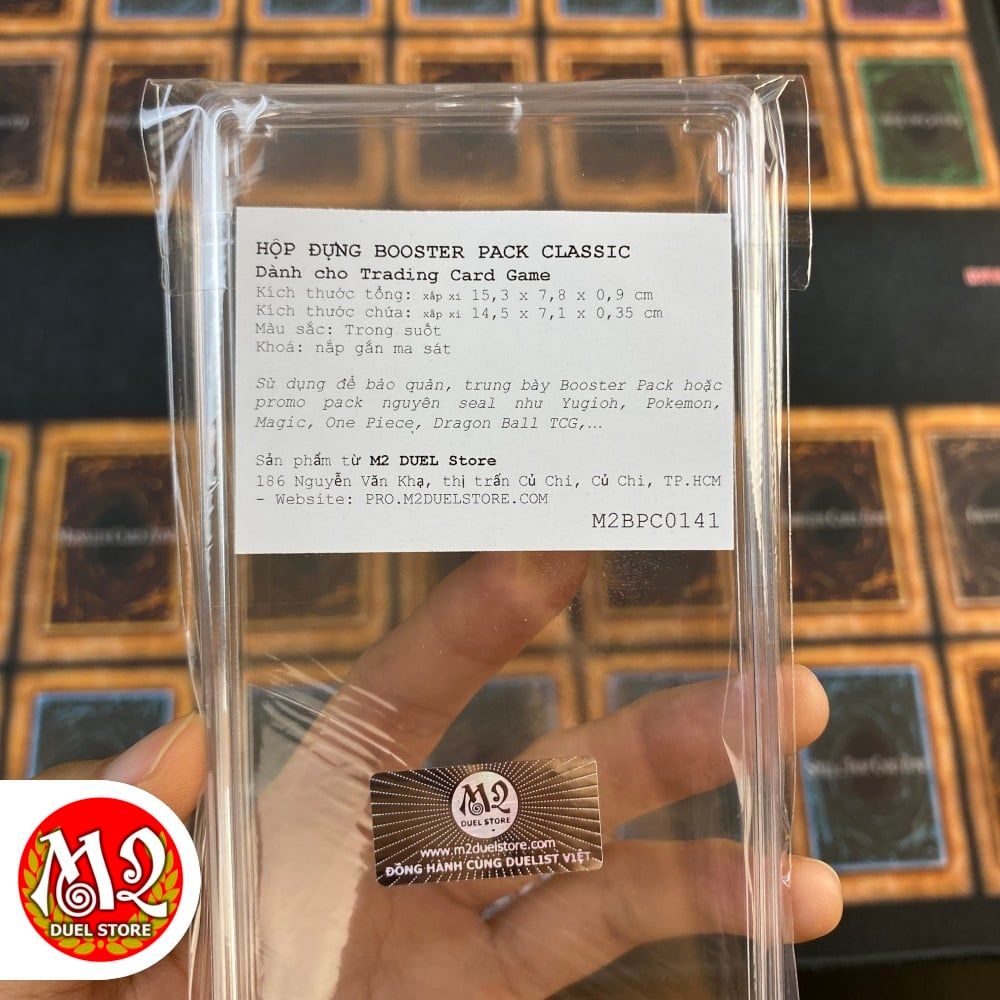 HỘP ĐỰNG BOOSTER PACK CLASSIC
Dành cho Trading Card Game
Kích thước tổng: xấp xỉ 15,3 x 7,8 x 0,9 cm
Kích thước chứa: xấp xỉ 14,5 x 7,1 x 0,35 cm
Màu sắc: Trong suốt
Khoá: nắp gắn ma sát
Sử dụng để bảo quản, trưng bày Booster Pack hoặc
promo pack nguyên seal như Yugioh, Pokemon,
Magic, One Piece, Dragon Ball TCG,...
Sản phẩm từ M2 DUEL Store
186 Nguyễn Văn Khạ, thị trấn Củ Chi, Củ Chi, TP.HCM
- Website: PRO.M2DUELSTORE.COM
M2BPC0141
M2
DUEL STORE
www.m2duelstore.com
ĐỒNG HÀNH CÙNG DUELIST VIỆT
M2
DUEL STORE